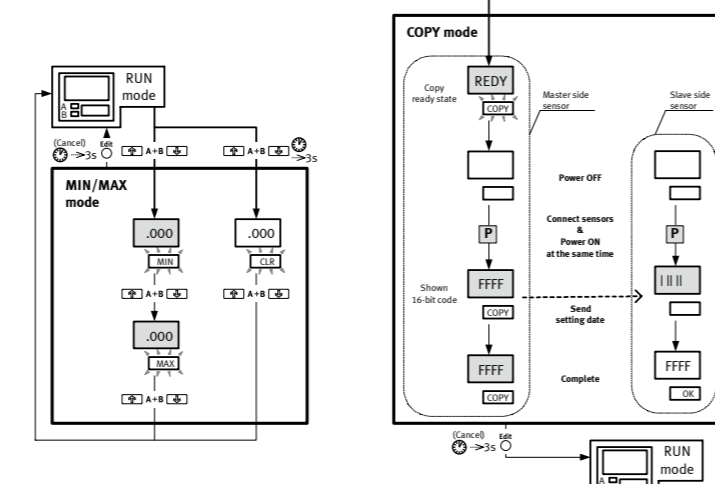 RUN
mode
A
B
(Cancel)
→3s
Edit
A+B
A+B
→3s
MIN/MAX
mode
.000
MIN
.000
CLR
A+B
A+B
.000
MAX
A+B
COPY mode
Copy
ready state
REDY
COPY
Master side
sensor
Slave side
sensor
Power OFF
P
Connect sensors
&
Power ON
at the same time
P
Shown
16-bit code
FFFF
COPY
Send
setting date
FFFF
COPY
Complete
FFFF
OK
(Cancel)
→3s
Edit
RUN
mode
A